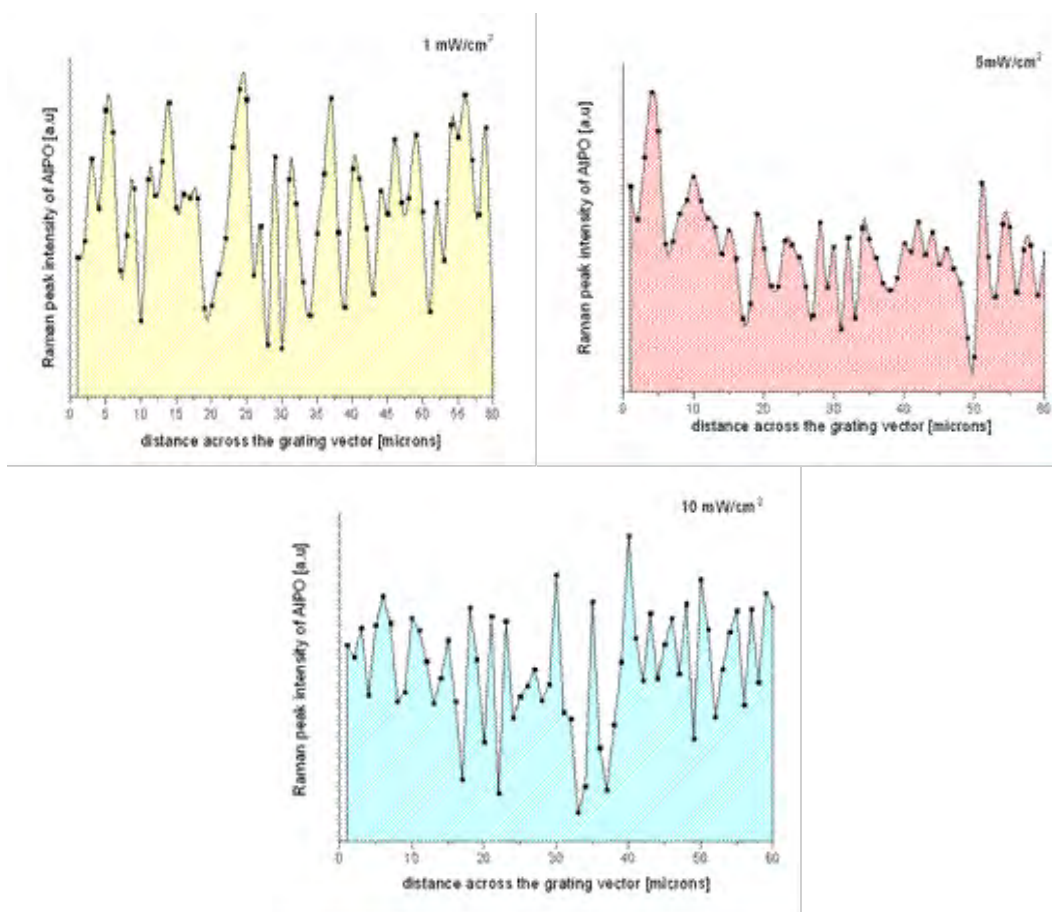 1 mW/cm²
Raman peak intensity of AlPO [a.u]
0 5 10 15 20 25 30 35 40 45 50 55 60
distance across the grating vector [microns]
5mW/cm²
Raman peak intensity of AlPO [a.u]
0 10 20 30 40 50 60
distance across the grating vector [microns]
10 mW/cm²
Raman peak intensity of AlPO [a.u]
0 10 20 30 40 50 60
distance across the grating vector [microns]